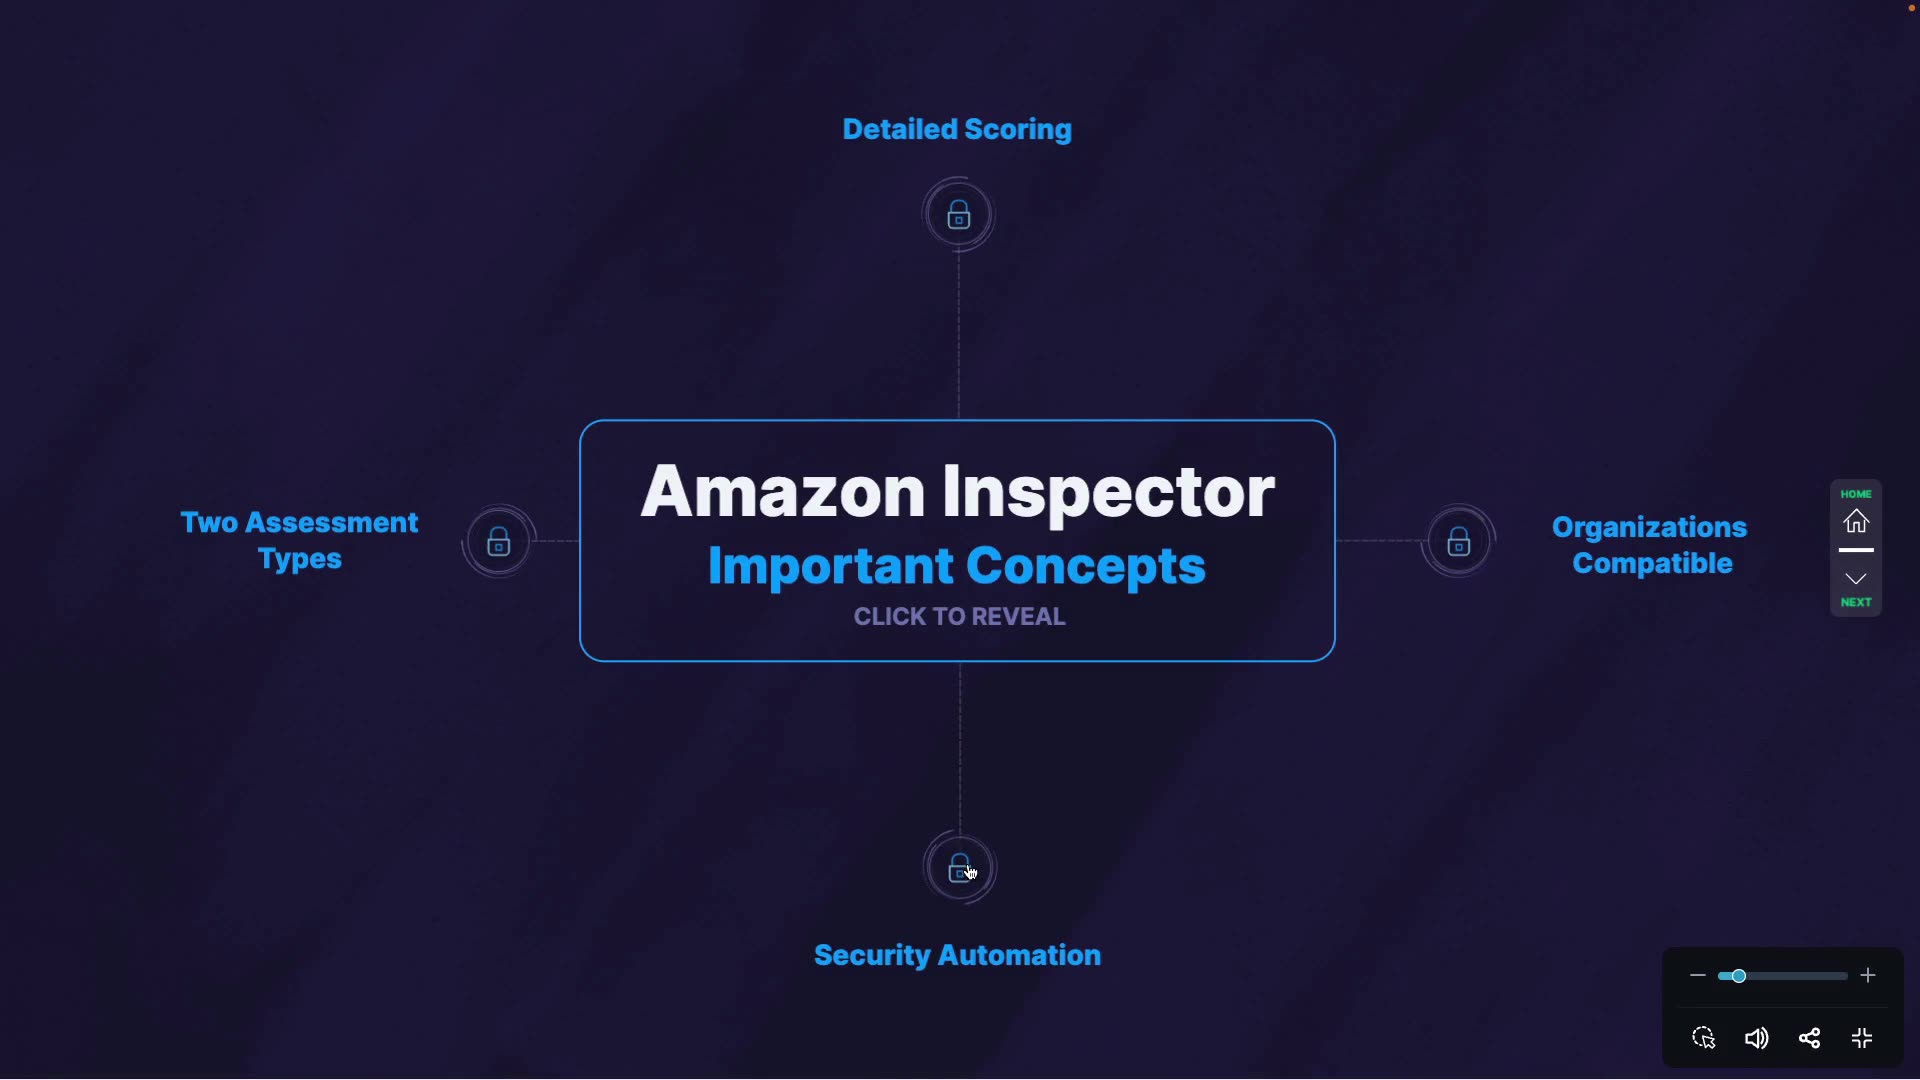 Detailed Scoring
Two Assessment
Types
Amazon Inspector
Important Concepts
CLICK TO REVEAL
Organizations
Compatible
HOME
NEXT
Security Automation